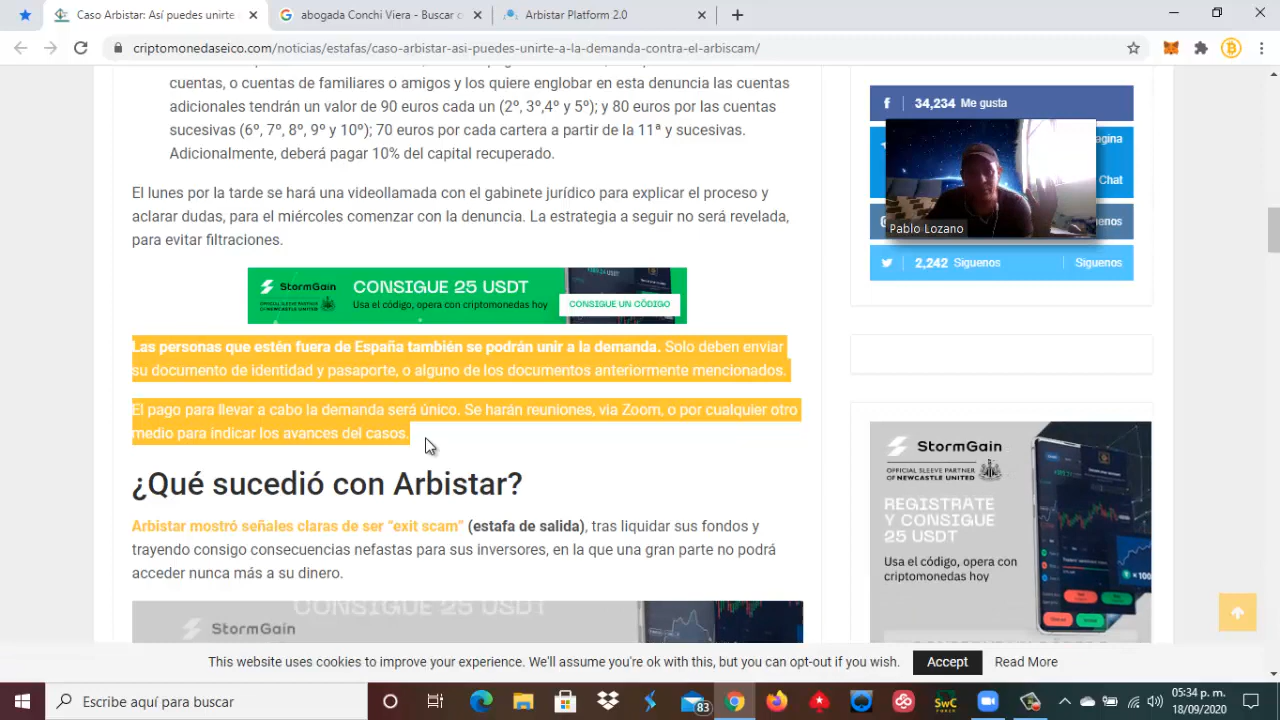 Caso Arbistar: Así puedes unirte
abogada Conchi Viera - Buscar c
Arbistar Platform 2.0
criptomonedaseico.com/noticias/estafas/caso-arbistar-asi-puedes-unirte-a-la-demanda-contra-el-arbiscam/
cuentas, o cuentas de familiares o amigos y los quiere englobar en esta denuncia las cuentas
adicionales tendrán un valor de 90 euros cada un (2º, 3º,4º y 5º); y 80 euros por las cuentas
sucesivas (6º, 7º, 8º, 9º y 10º); 70 euros por cada cartera a partir de la 11ª y sucesivas.
Adicionalmente, deberá pagar 10% del capital recuperado.
El lunes por la tarde se hará una videollamada con el gabinete jurídico para explicar el proceso y
aclarar dudas, para el miércoles comenzar con la denuncia. La estrategia a seguir no será revelada,
para evitar filtraciones.
StormGain
OFFICIAL SLEEVE PARTNER
OF NEWCASTLE UNITED
CONSIGUE 25 USDT
Usa el código, opera con criptomonedas hoy
CONSIGUE UN CÓDIGO
Las personas que estén fuera de España también se podrán unir a la demanda. Solo deben enviar
su documento de identidad y pasaporte, o alguno de los documentos anteriormente mencionados.
El pago para llevar a cabo la demanda será único. Se harán reuniones, via Zoom, o por cualquier otro
medio para indicar los avances del casos.
¿Qué sucedió con Arbistar?
Arbistar mostró señales claras de ser “exit scam” (estafa de salida), tras liquidar sus fondos y
trayendo consigo consecuencias nefastas para sus inversores, en la que una gran parte no podrá
acceder nunca más a su dinero.
CONSIGUE 25 USDT
StormGain
34,234 Me gusta
agina
Chat
enos
Pablo Lozano
2,242 Siguenos
Siguenos
StormGain
OFFICIAL SLEEVE PARTNER
OF NEWCASTLE UNITED
REGISTRATE
Y CONSIGUE
25 USDT
Usa el código, opera con
criptomonedas hoy
This website uses cookies to improve your experience. We'll assume you're ok with this, but you can opt-out if you wish.
Accept
Read More
Escribe aquí para buscar
83
SwC
POKER
05:34 p. m.
18/09/2020